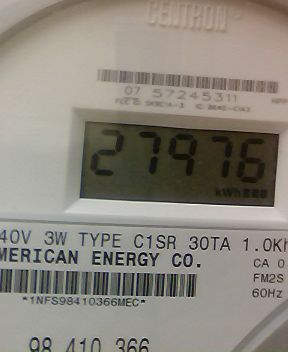 CENTRON®
07 57245311
27976
kWh
40V 3W TYPE C1SR 30TA 1.0Kh
MERICAN ENERGY CO.
CA 0
FM2S
*1NFS98410366MEC*
60Hz
98 410 366